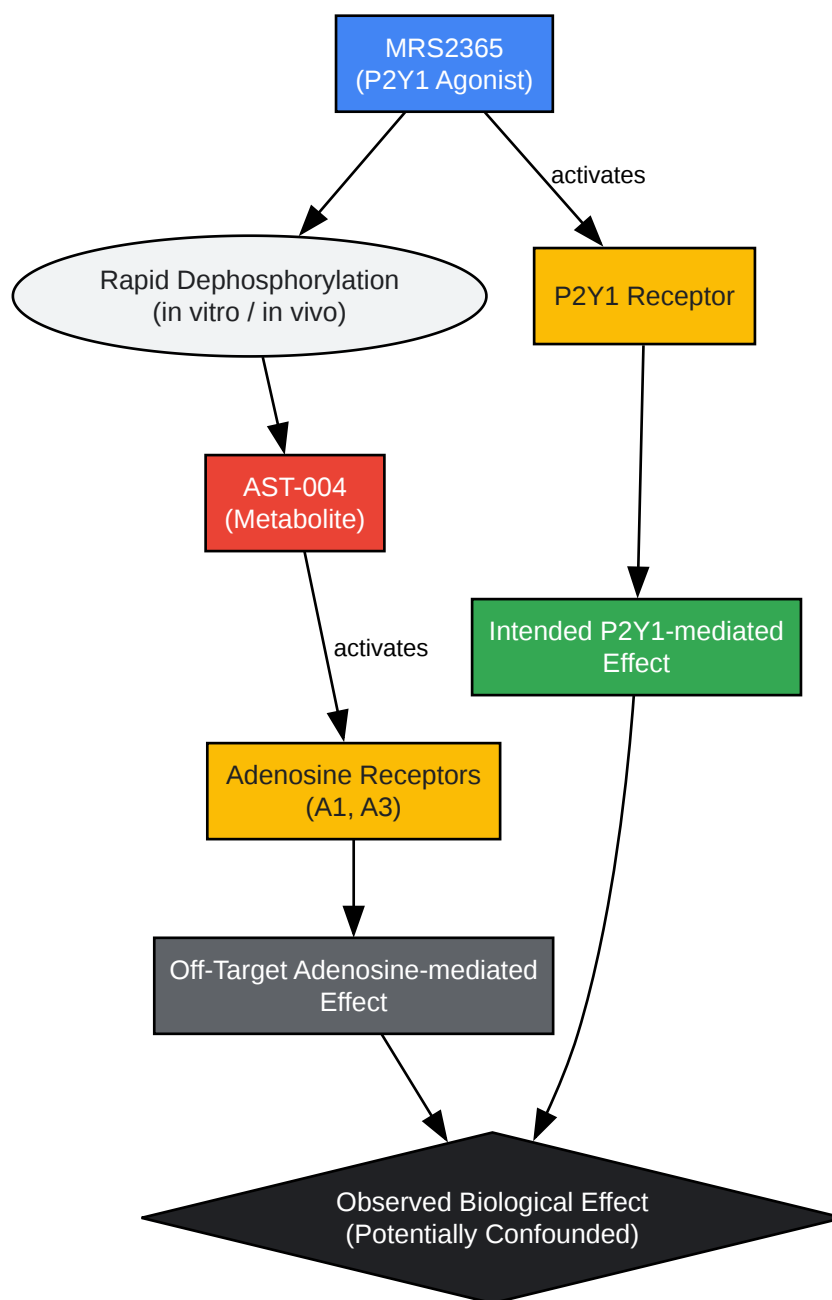 MRS2365
(P2Y1 Agonist)
activates
Rapid Dephosphorylation
(in vitro / in vivo)
P2Y1 Receptor
AST-004
(Metabolite)
activates
Intended P2Y1-mediated
Effect
Adenosine Receptors
(A1, A3)
Off-Target Adenosine-mediated
Effect
Observed Biological Effect
(Potentially Confounded)